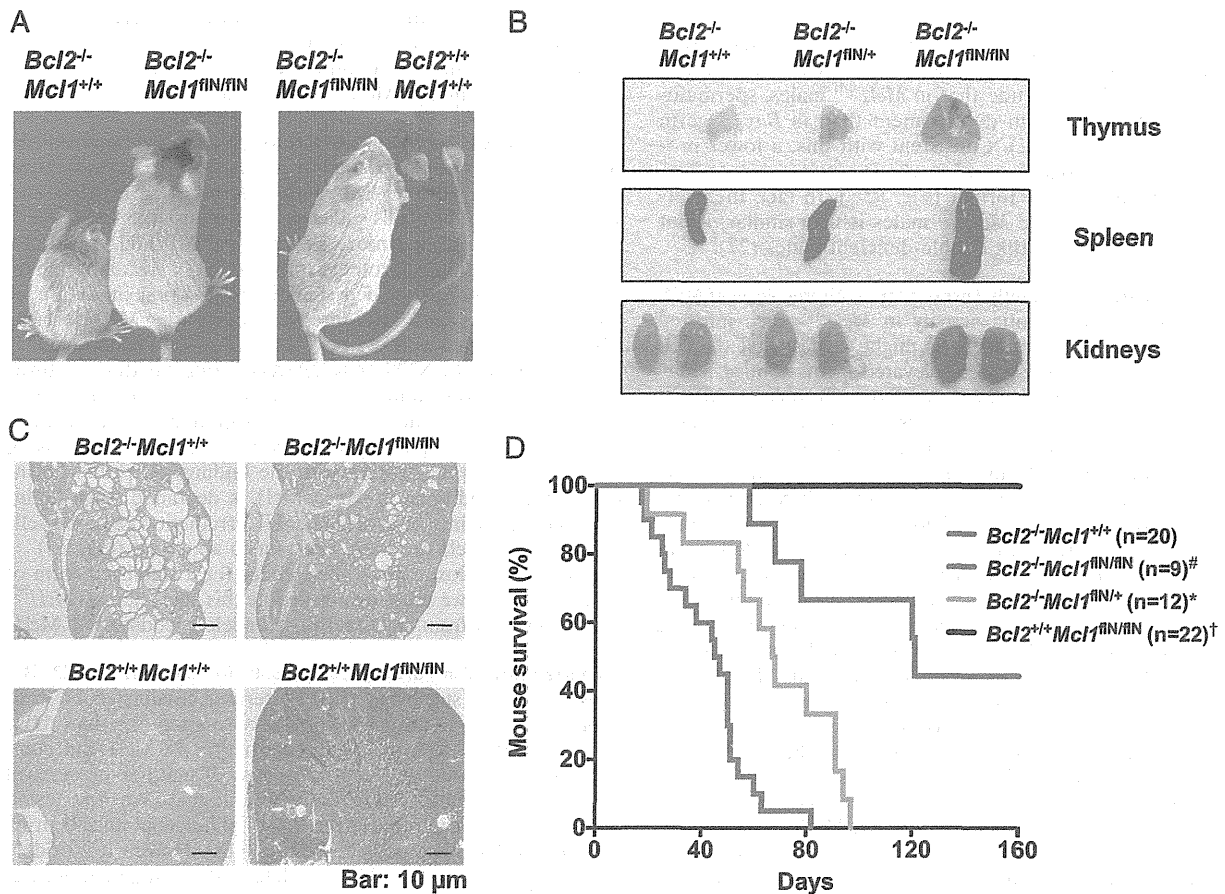 A
Bcl2-/- Bcl2-/- Bcl2-/- Bcl2+/+
Mcl1+/+ Mcl1flN/flN Mcl1flN/flN Mcl1+/+
B
Bcl2-/- Bcl2-/- Bcl2-/-
Mcl1+/+ Mcl1flN/+ Mcl1flN/flN
Thymus
Spleen
Kidneys
C
Bcl2-/-Mcl1+/+ Bcl2-/-Mcl1flN/flN
Bcl2+/+Mcl1+/+ Bcl2+/+Mcl1flN/flN
Bar: 10 µm
D
Mouse survival (%)
100
80
60
40
20
0
0 40 80 120 160
Days
Bcl2-/-Mcl1+/+ (n=20)
Bcl2-/-Mcl1flN/flN (n=9)#
Bcl2-/-Mcl1flN/+ (n=12)*
Bcl2+/+Mcl1flN/flN (n=22)†